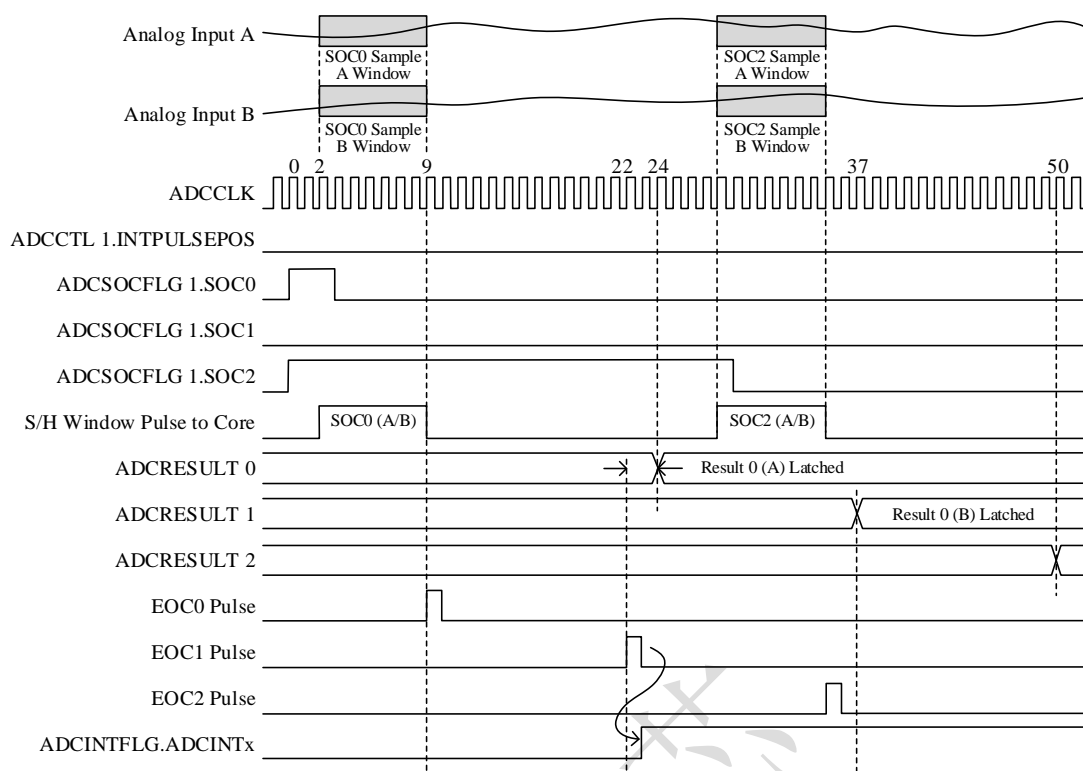 Analog Input A
SOC0 Sample
A Window
SOC2 Sample
A Window
Analog Input B
SOC0 Sample
B Window
SOC2 Sample
B Window
0 2 9 22 24 37 50
ADCCLK
ADCCTL 1.INTPULSEPOS
ADCSOCFLG 1.SOC0
ADCSOCFLG 1.SOC1
ADCSOCFLG 1.SOC2
S/H Window Pulse to Core SOC0 (A/B) SOC2 (A/B)
ADCRESULT 0 Result 0 (A) Latched
ADCRESULT 1 Result 0 (B) Latched
ADCRESULT 2
EOC0 Pulse
EOC1 Pulse
EOC2 Pulse
ADCINTFLG.ADCINTx